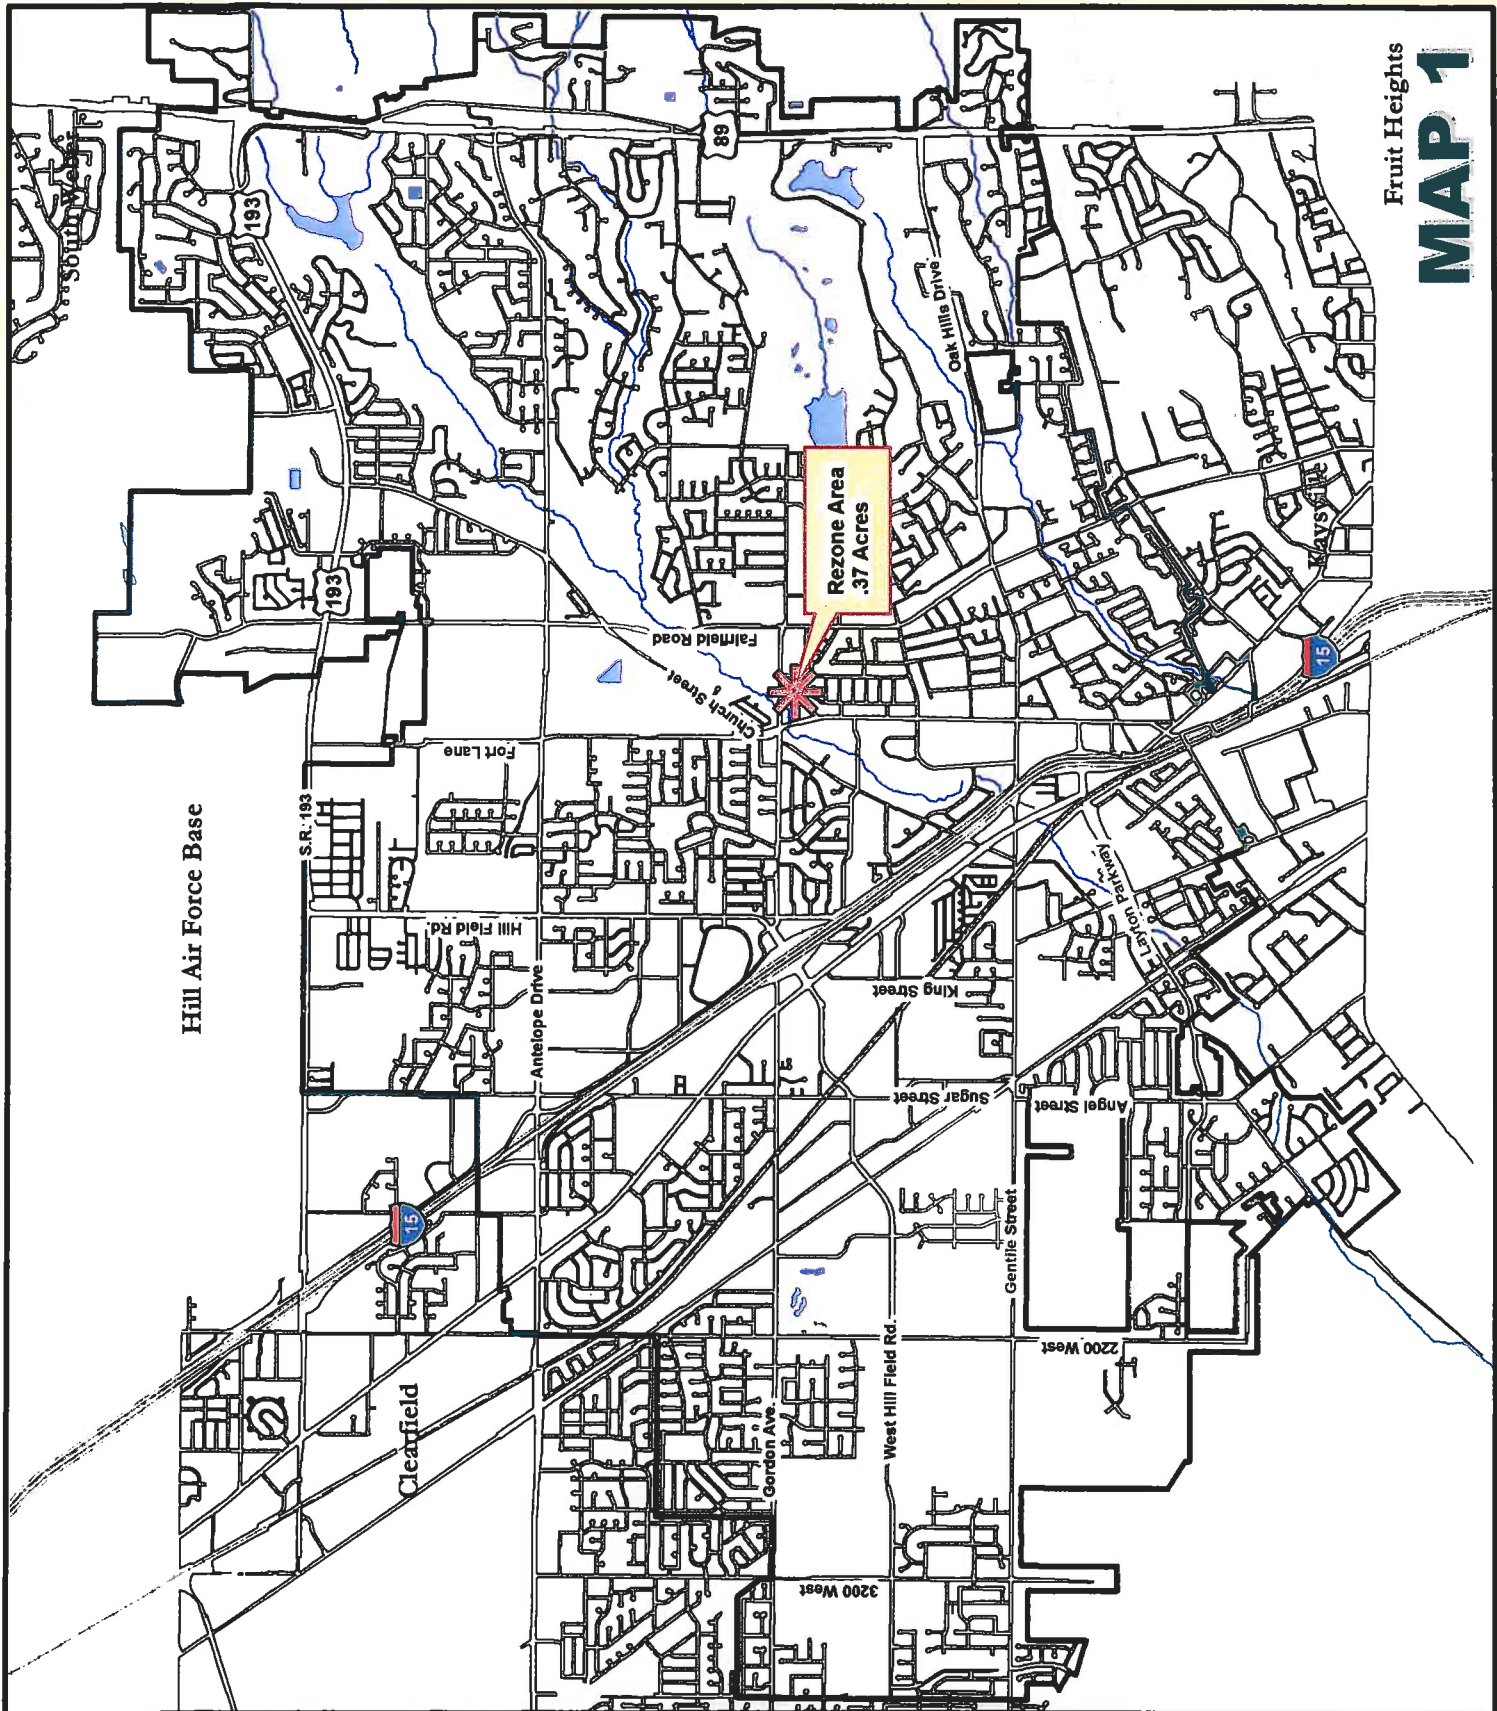 MAP 1
Fruit Heights
South Weber
Hill Air Force Base
Clearfield
Kaysville
193
193
89
15
15
S.R. 193
Fort Lane
Fairfield Road
Church Street
Oak Hills Drive
Rezone Area
.37 Acres
Hill Field Rd.
Antelope Drive
King Street
Layton Parkway
Sugar Street
Angel Street
Gentile Street
2200 West
West Hill Field Rd.
Gordon Ave.
3200 West